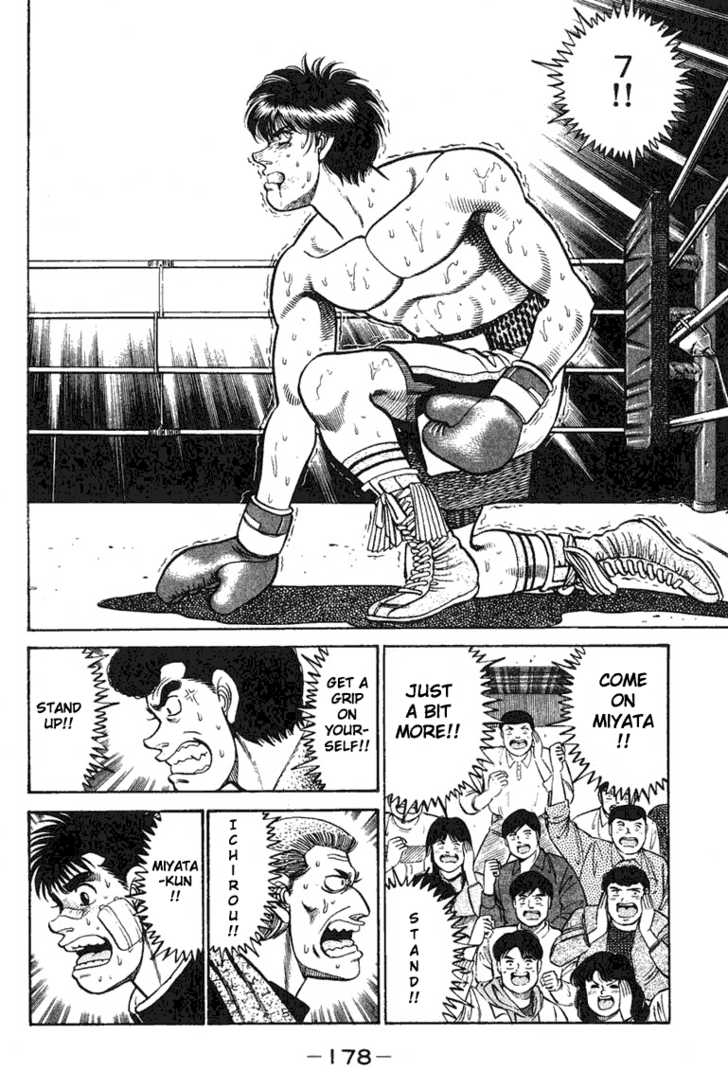 7
!!
COME
ON
MIYATA
!!
JUST
A BIT
MORE!!
STAND!!
GET A
GRIP
ON
YOUR-
SELF!!
STAND
UP!!
ICHIROU!!
MIYATA
-KUN
!!
-178-